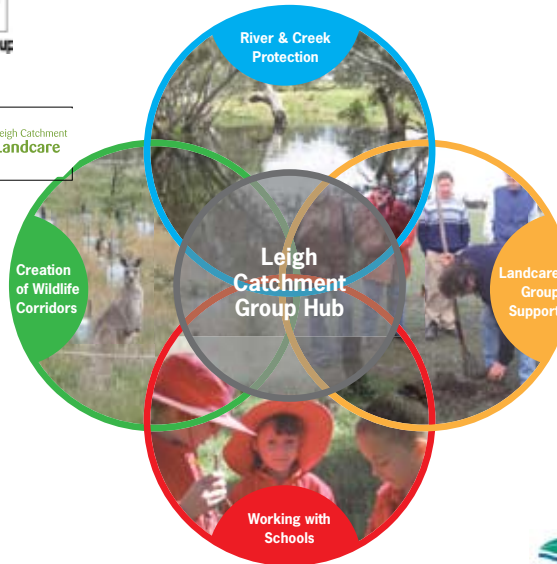 River & Creek
Protection
Leigh Catchment
Landcare
Leigh
Catchment
Group Hub
Creation
of Wildlife
Corridors
Landcare
Group
Support
Working with
Schools